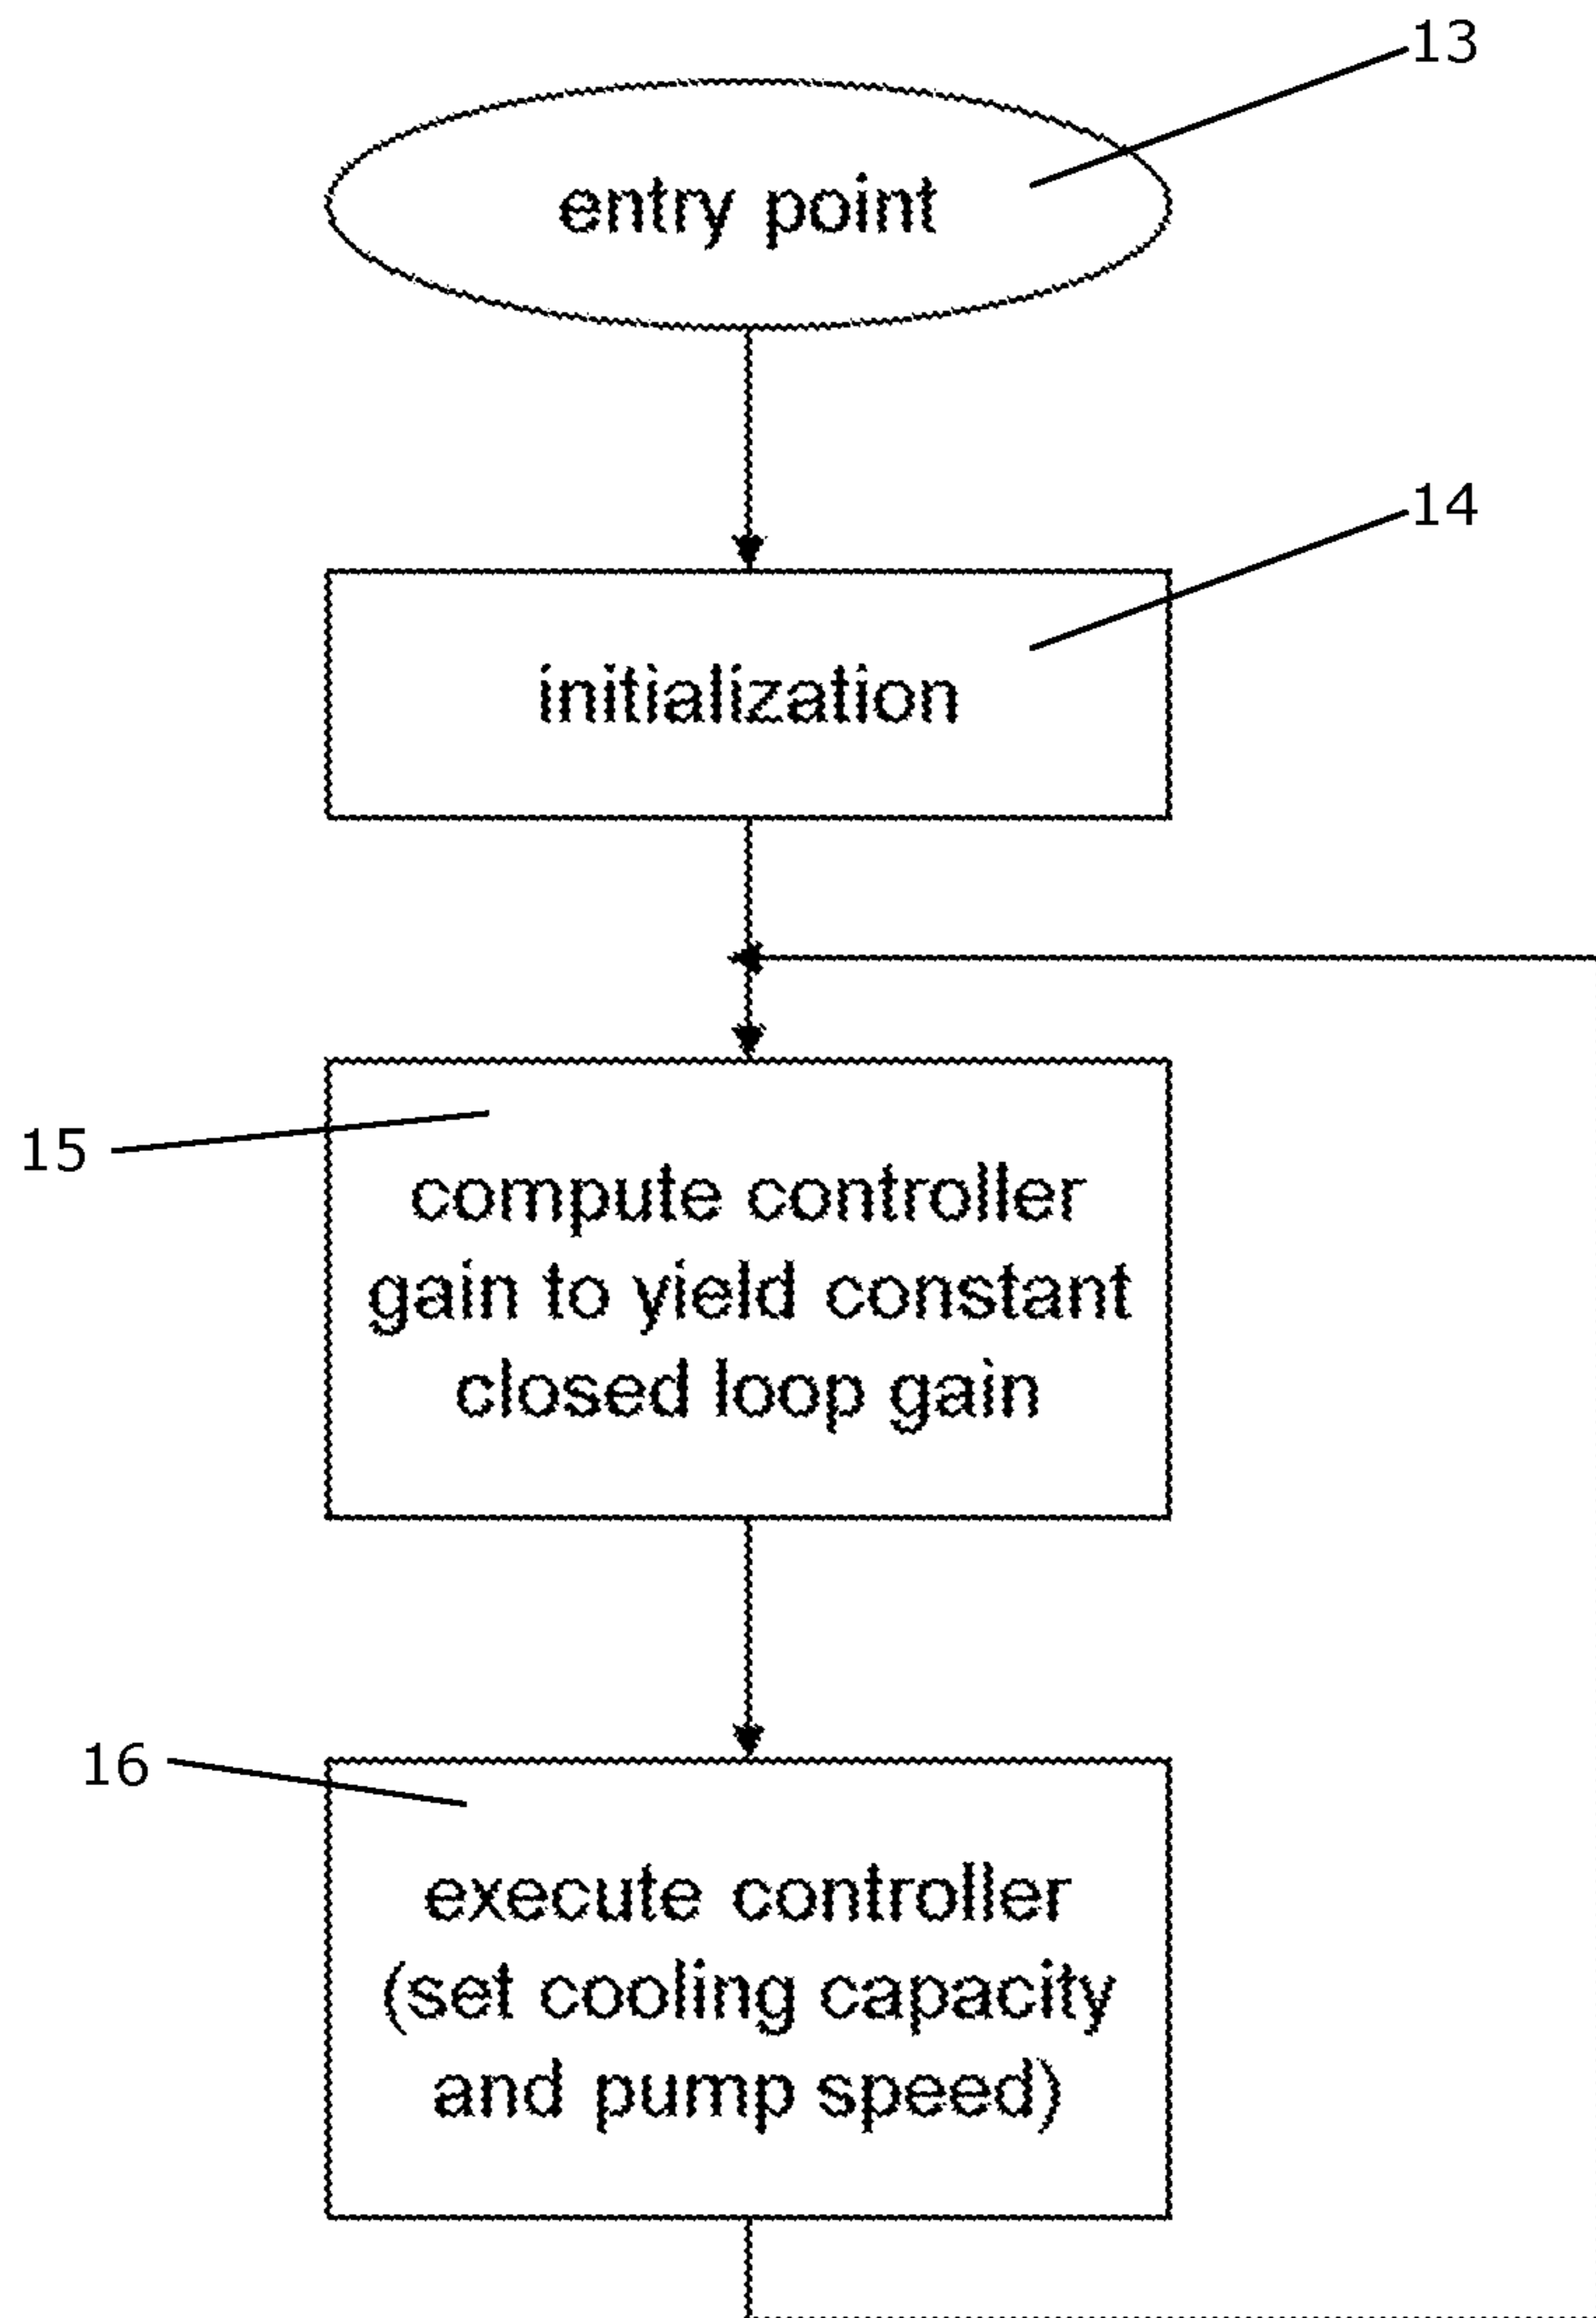 13
entry point
14
initialization
15
compute controller
gain to yield constant
closed loop gain
16
execute controller
(set cooling capacity
and pump speed)